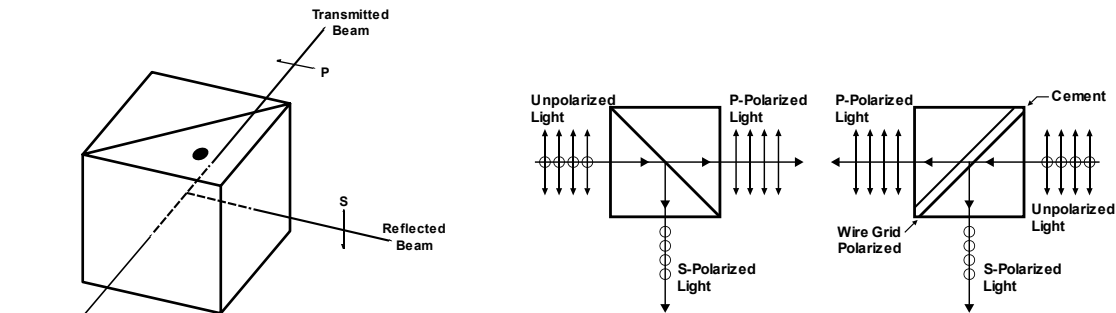 Transmitted
Beam
P
S
Reflected
Beam
Unpolarized
Light
P-Polarized
Light
S-Polarized
Light
P-Polarized
Light
Cement
Wire Grid
Polarized
Unpolarized
Light
S-Polarized
Light